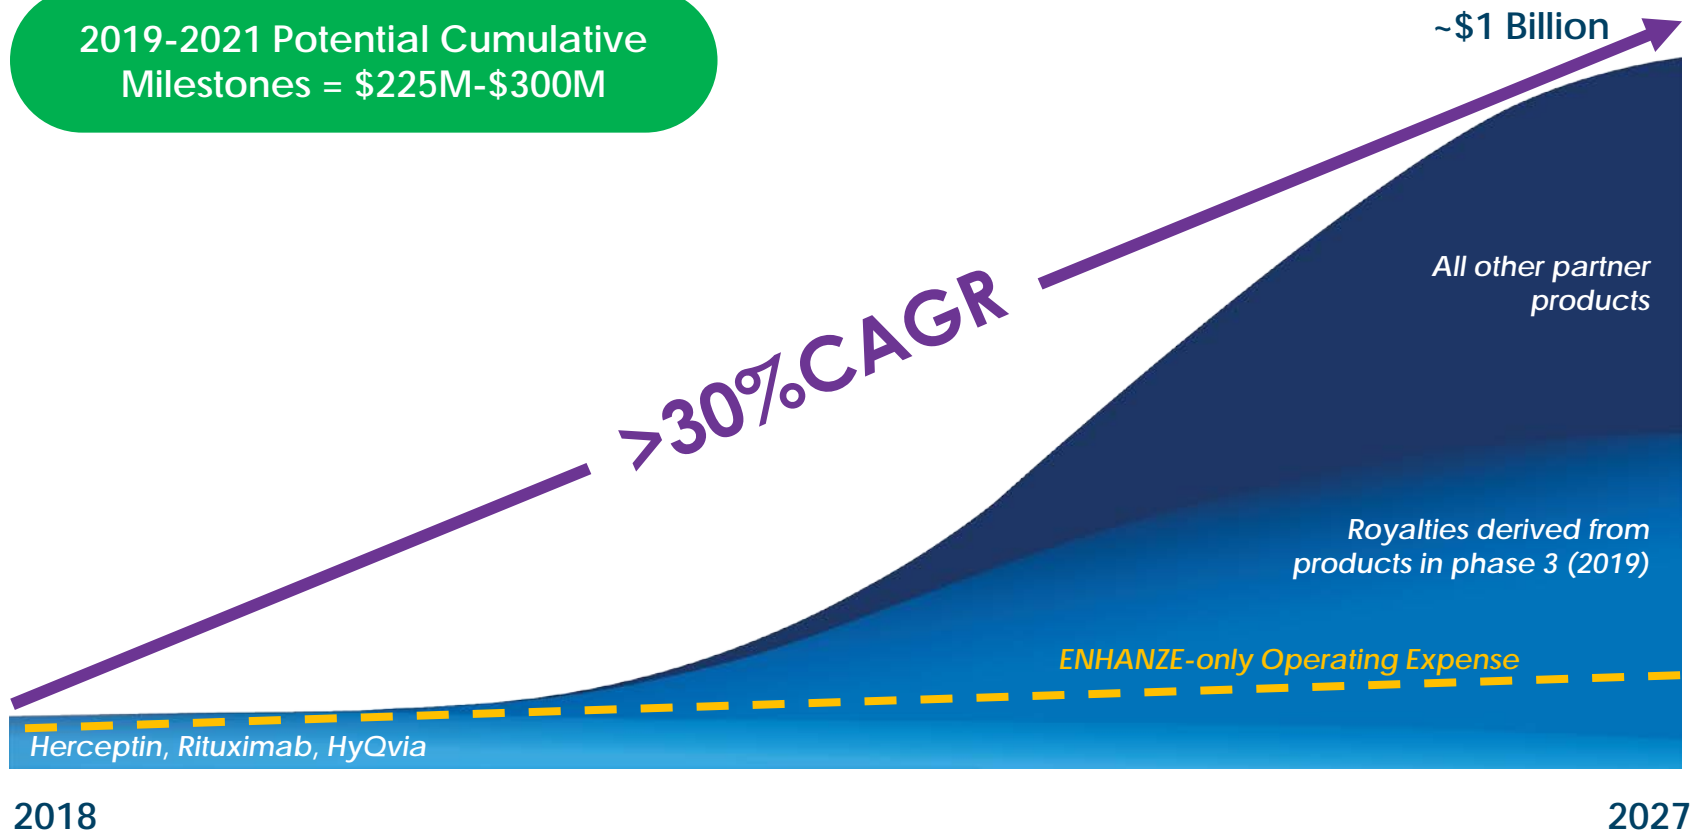 2019-2021 Potential Cumulative
Milestones = $225M-$300M
~$1 Billion
>30%CAGR
All other partner
products
Royalties derived from
products in phase 3 (2019)
ENHANZE-only Operating Expense
Herceptin, Rituximab, HyQvia
2018
2027